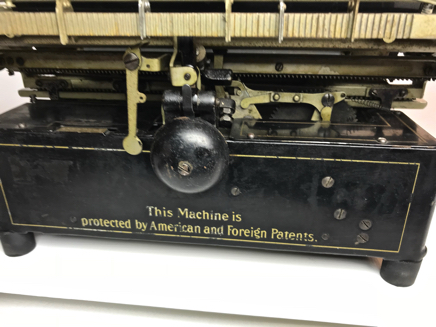 This Machine is
protected by American and Foreign Patents.